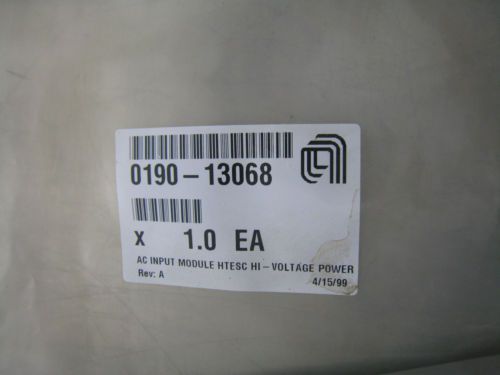 0190-13068
x 1.0 EA
AC INPUT MODULE HTESC HI-VOLTAGE POWER
Rev: A
4/15/99